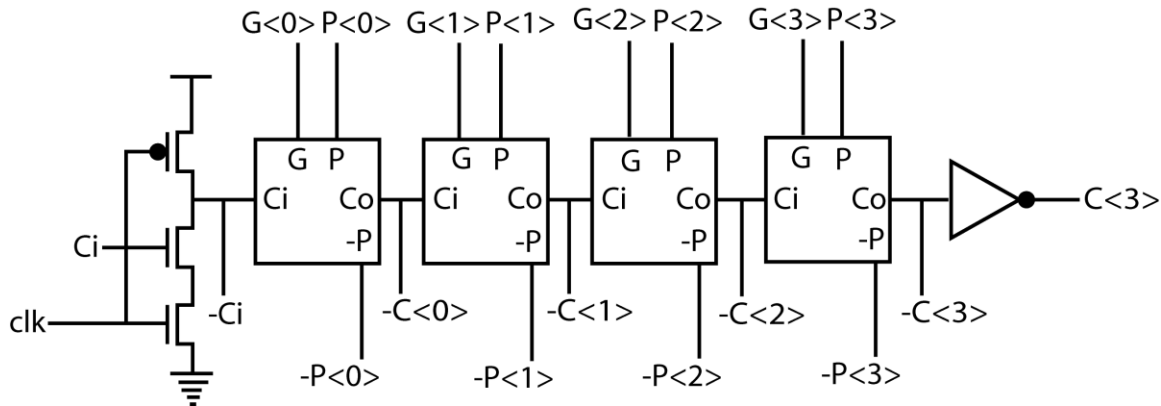 G<0> P<0> G<1> P<1> G<2> P<2> G<3> P<3>
G P G P G P G P
Ci Co Ci Co Ci Co Ci Co C<3>
-P -P -P -P
Ci
-Ci -C<0> -C<1> -C<2> -C<3>
clk
-P<0> -P<1> -P<2> -P<3>